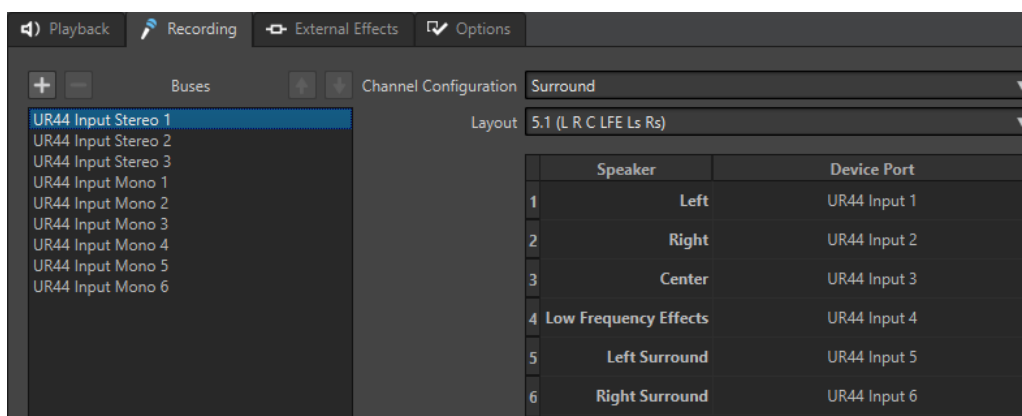 Playback Recording External Effects Options
Buses
Channel Configuration Surround
Layout 5.1 (L R C LFE Ls Rs)
UR44 Input Stereo 1
UR44 Input Stereo 2
UR44 Input Stereo 3
UR44 Input Mono 1
UR44 Input Mono 2
UR44 Input Mono 3
UR44 Input Mono 4
UR44 Input Mono 5
UR44 Input Mono 6
Speaker Device Port
1 Left UR44 Input 1
2 Right UR44 Input 2
3 Center UR44 Input 3
4 Low Frequency Effects UR44 Input 4
5 Left Surround UR44 Input 5
6 Right Surround UR44 Input 6